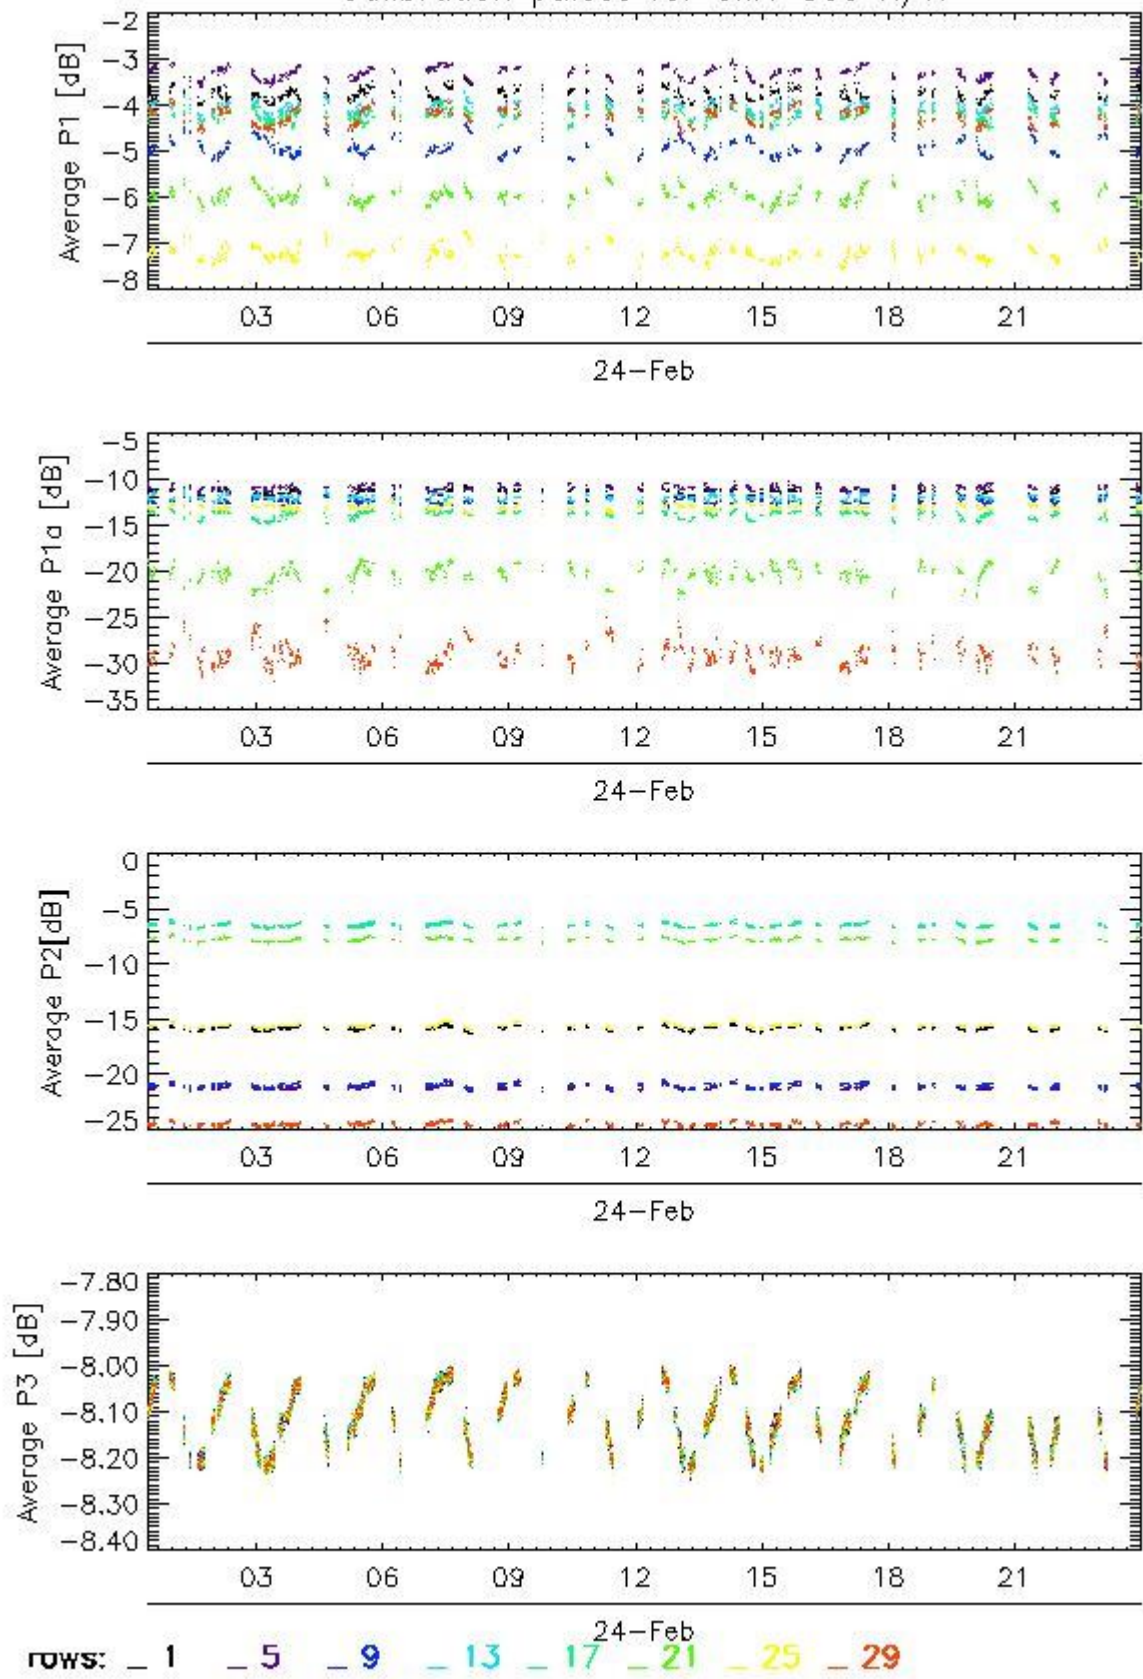 -2
-3
-4
-5
-6
-7
-8
Average P1 [dB]
03 06 09 12 15 18 21
24-Feb
-5
-10
-15
-20
-25
-30
-35
Average P1a [dB]
03 06 09 12 15 18 21
24-Feb
0
-5
-10
-15
-20
-25
Average P2[dB]
03 06 09 12 15 18 21
24-Feb
-7.80
-7.90
-8.00
-8.10
-8.20
-8.30
-8.40
Average P3 [dB]
03 06 09 12 15 18 21
24-Feb
rows: _ 1 _ 5 _ 9 _ 13 _ 17 _ 21 _ 25 _ 29